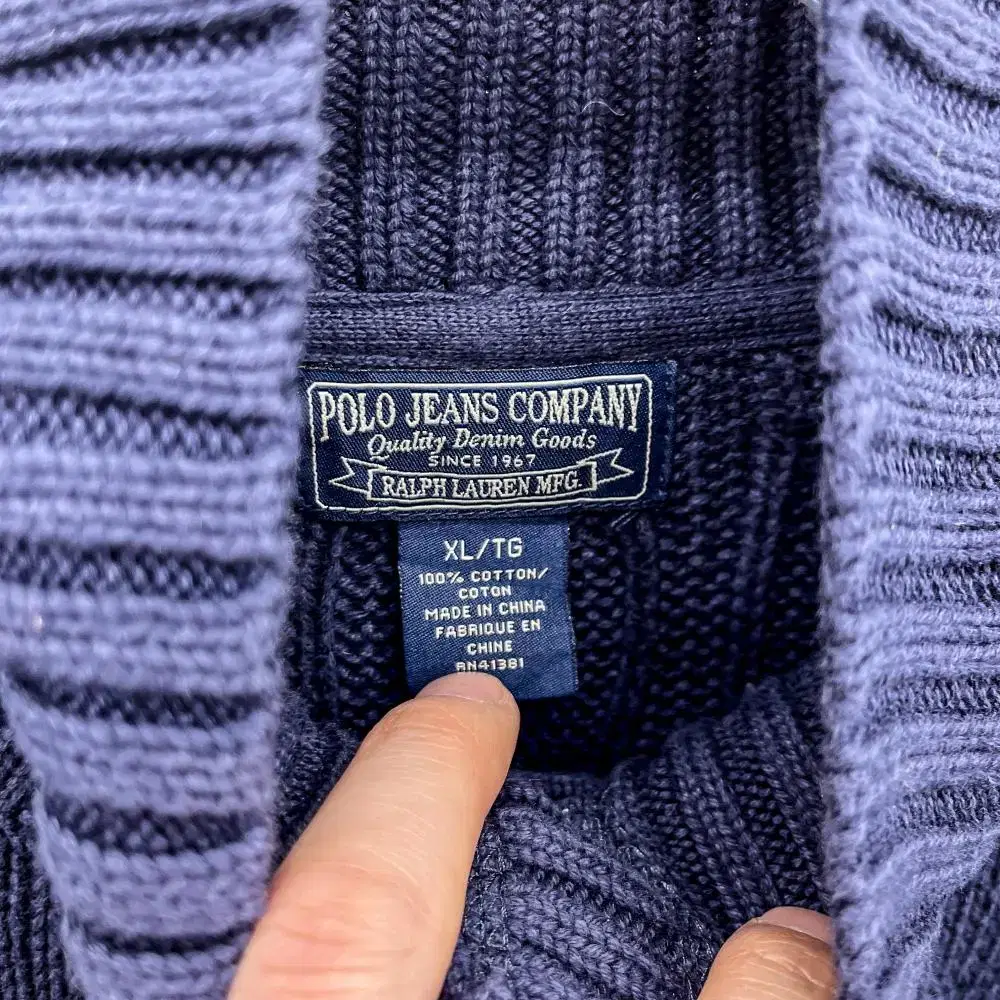 POLO JEANS COMPANY
Quality Denim Goods
SINCE 1967
RALPH LAUREN MFG.
XL/TG
100% COTTON/
COTON
MADE IN CHINA
FABRIQUE EN
CHINE
RN41381